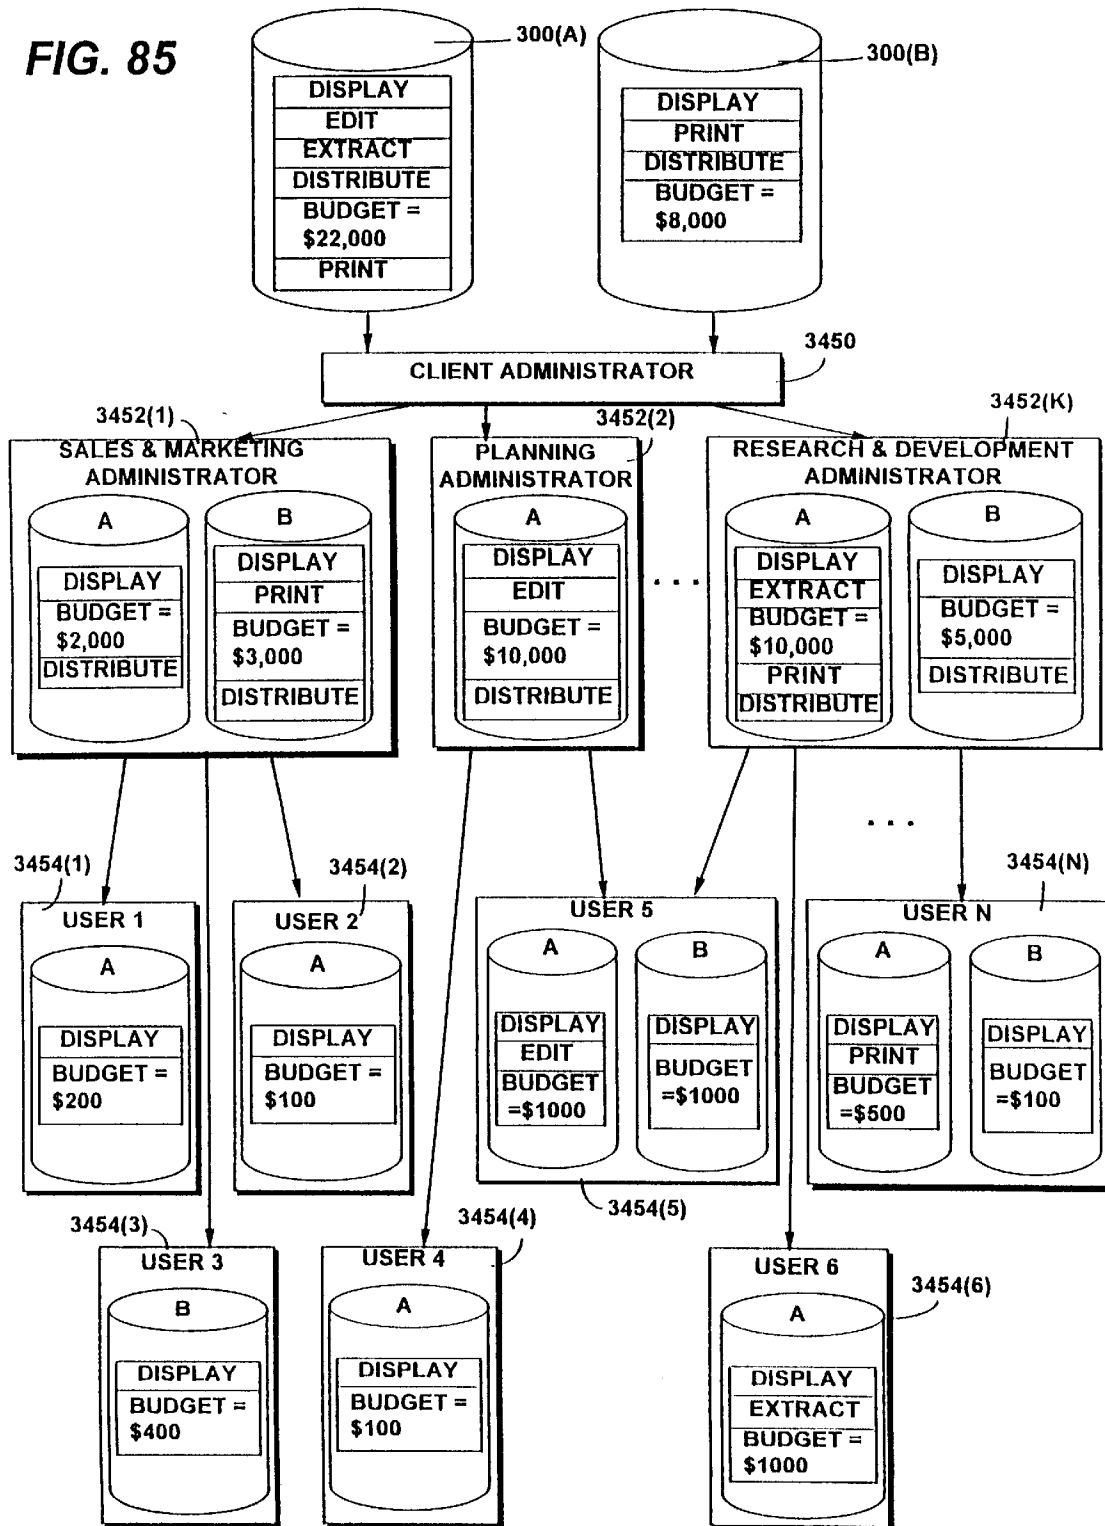 FIG. 85
300(A)
DISPLAY
EDIT
EXTRACT
DISTRIBUTE
BUDGET =
$22,000
PRINT
300(B)
DISPLAY
PRINT
DISTRIBUTE
BUDGET =
$8,000
3450
CLIENT ADMINISTRATOR
3452(1)
SALES & MARKETING
ADMINISTRATOR
A
DISPLAY
BUDGET =
$2,000
DISTRIBUTE
B
DISPLAY
PRINT
BUDGET =
$3,000
DISTRIBUTE
3452(2)
PLANNING
ADMINISTRATOR
A
DISPLAY
EDIT
BUDGET =
$10,000
DISTRIBUTE
. . .
3452(K)
RESEARCH & DEVELOPMENT
ADMINISTRATOR
A
DISPLAY
EXTRACT
BUDGET =
$10,000
PRINT
DISTRIBUTE
B
DISPLAY
BUDGET =
$5,000
DISTRIBUTE
. . .
3454(1)
USER 1
A
DISPLAY
BUDGET =
$200
3454(2)
USER 2
A
DISPLAY
BUDGET =
$100
USER 5
A
DISPLAY
EDIT
BUDGET
=$1000
B
DISPLAY
BUDGET
=$1000
3454(5)
3454(N)
USER N
A
DISPLAY
PRINT
BUDGET
=$500
B
DISPLAY
BUDGET
=$100
3454(3)
USER 3
B
DISPLAY
BUDGET =
$400
3454(4)
USER 4
A
DISPLAY
BUDGET =
$100
3454(6)
USER 6
A
DISPLAY
EXTRACT
BUDGET =
$1000